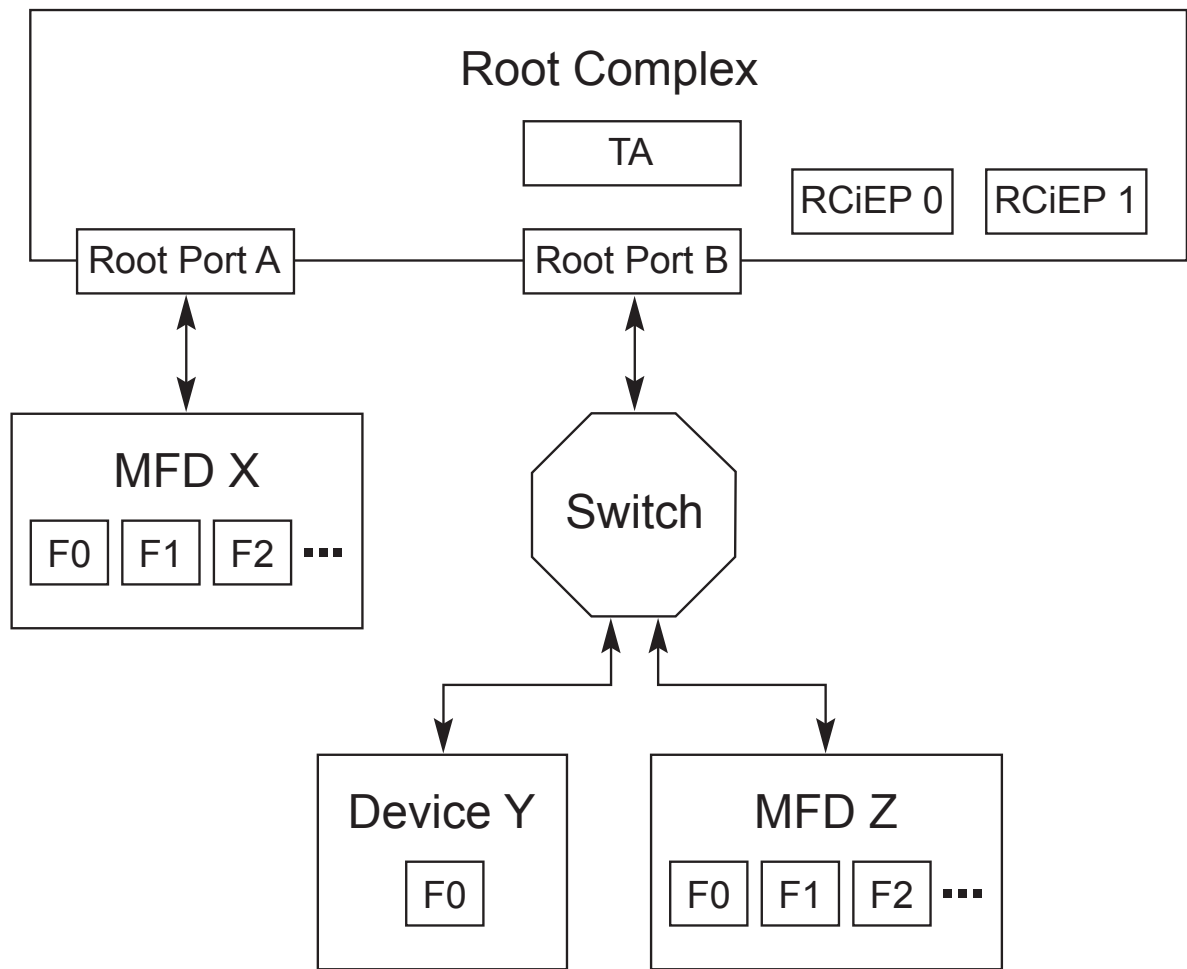 Root Complex
TA
RCiEP 0
RCiEP 1
Root Port A
Root Port B
MFD X
F0
F1
F2
Switch
Device Y
F0
MFD Z
F0
F1
F2